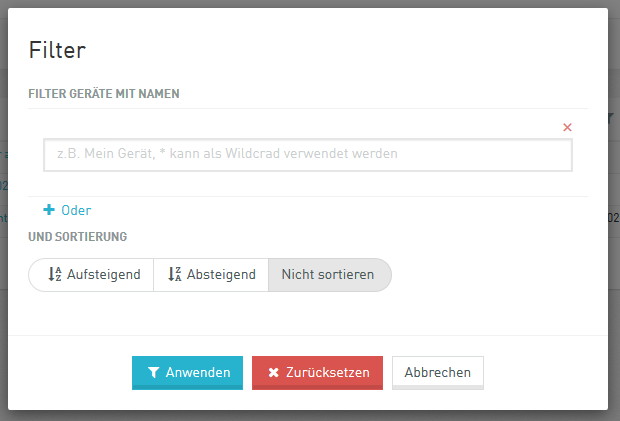 Filter
FILTER GERÄTE MIT NAMEN
z.B. Mein Gerät, * kann als Wildcrad verwendet werden
Oder
UND SORTIERUNG
Aufsteigend Absteigend Nicht sortieren
Anwenden Zurücksetzen Abbrechen